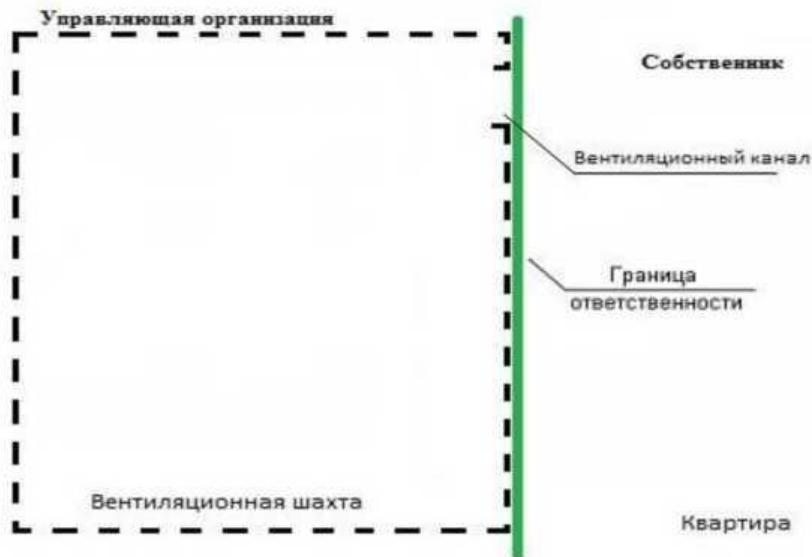 Управляющая организация
Собственник
Вентиляционный канал
Граница
ответственности
Вентиляционная шахта
Квартира